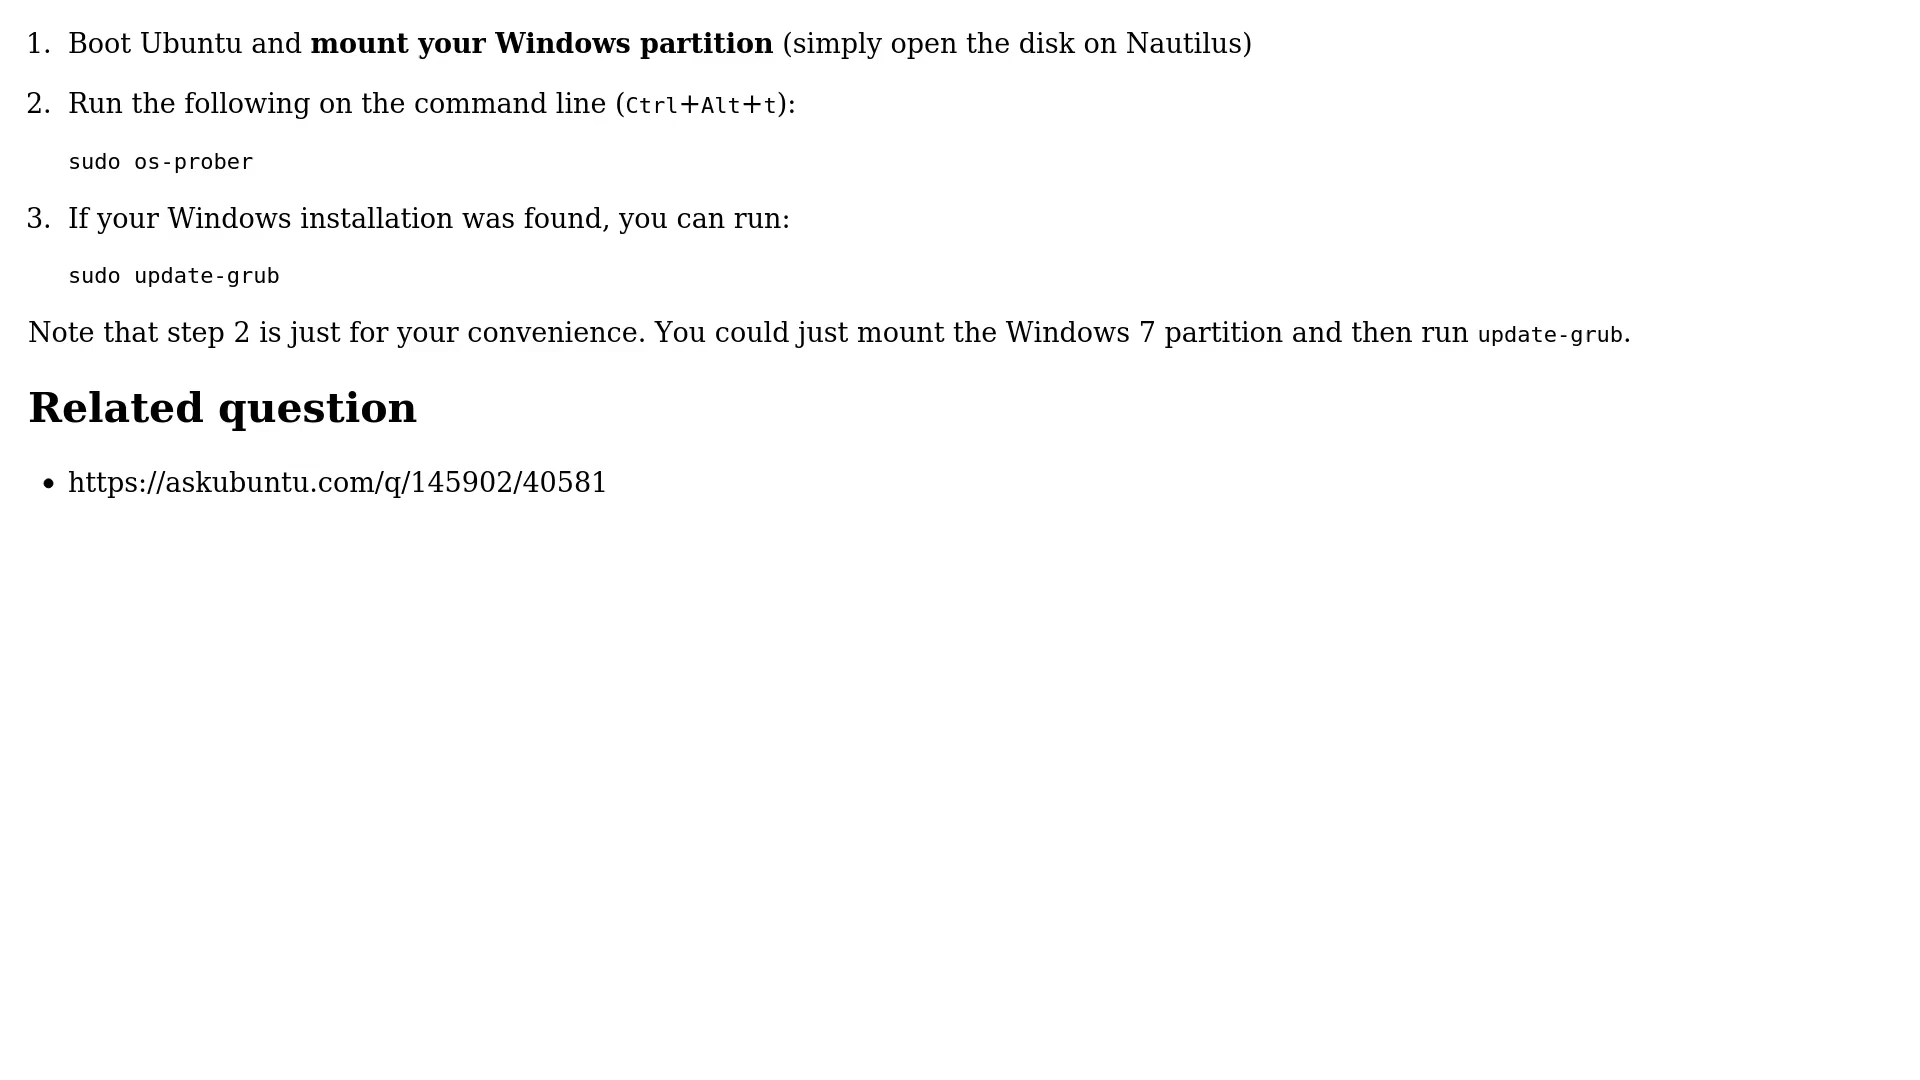 1. Boot Ubuntu and mount your Windows partition (simply open the disk on Nautilus)
2. Run the following on the command line (Ctrl+Alt+t):
sudo os-prober
3. If your Windows installation was found, you can run:
sudo update-grub
Note that step 2 is just for your convenience. You could just mount the Windows 7 partition and then run update-grub.
Related question
• https://askubuntu.com/q/145902/40581